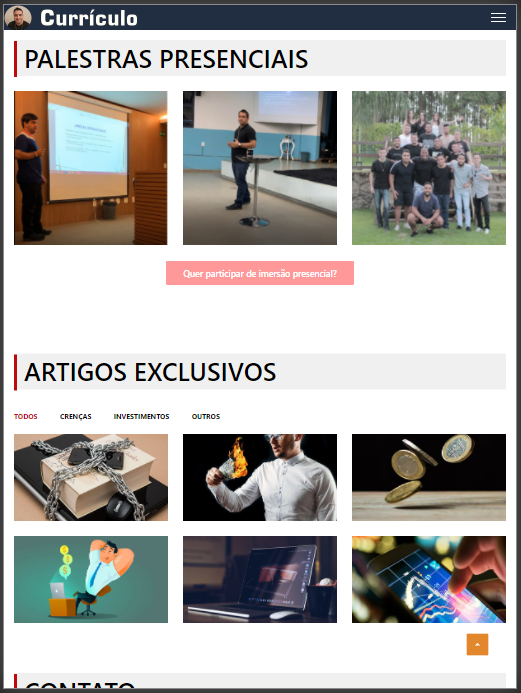 Currículo
PALESTRAS PRESENCIAIS
Quer participar de imersão presencial?
ARTIGOS EXCLUSIVOS
TODOS CRENÇAS INVESTIMENTOS OUTROS
CONTATO